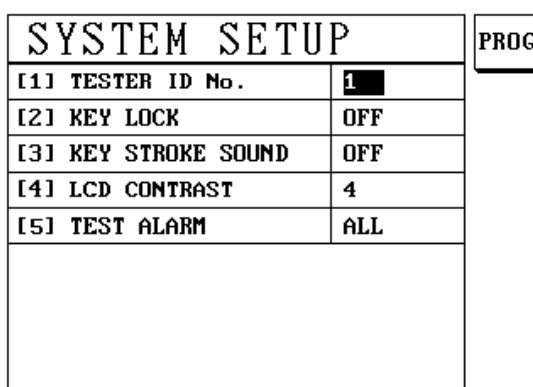 SYSTEM SETUP
PROG
[1] TESTER ID No. 1
[2] KEY LOCK OFF
[3] KEY STROKE SOUND OFF
[4] LCD CONTRAST 4
[5] TEST ALARM ALL